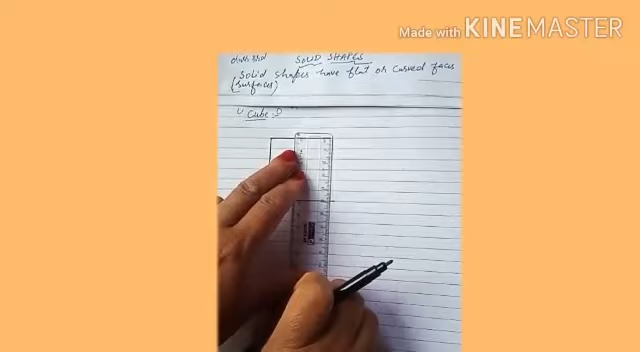 Made with KINEMASTER
SOLID SHAPES
Solid shapes have flat or curved faces
(surfaces)
Cube :-